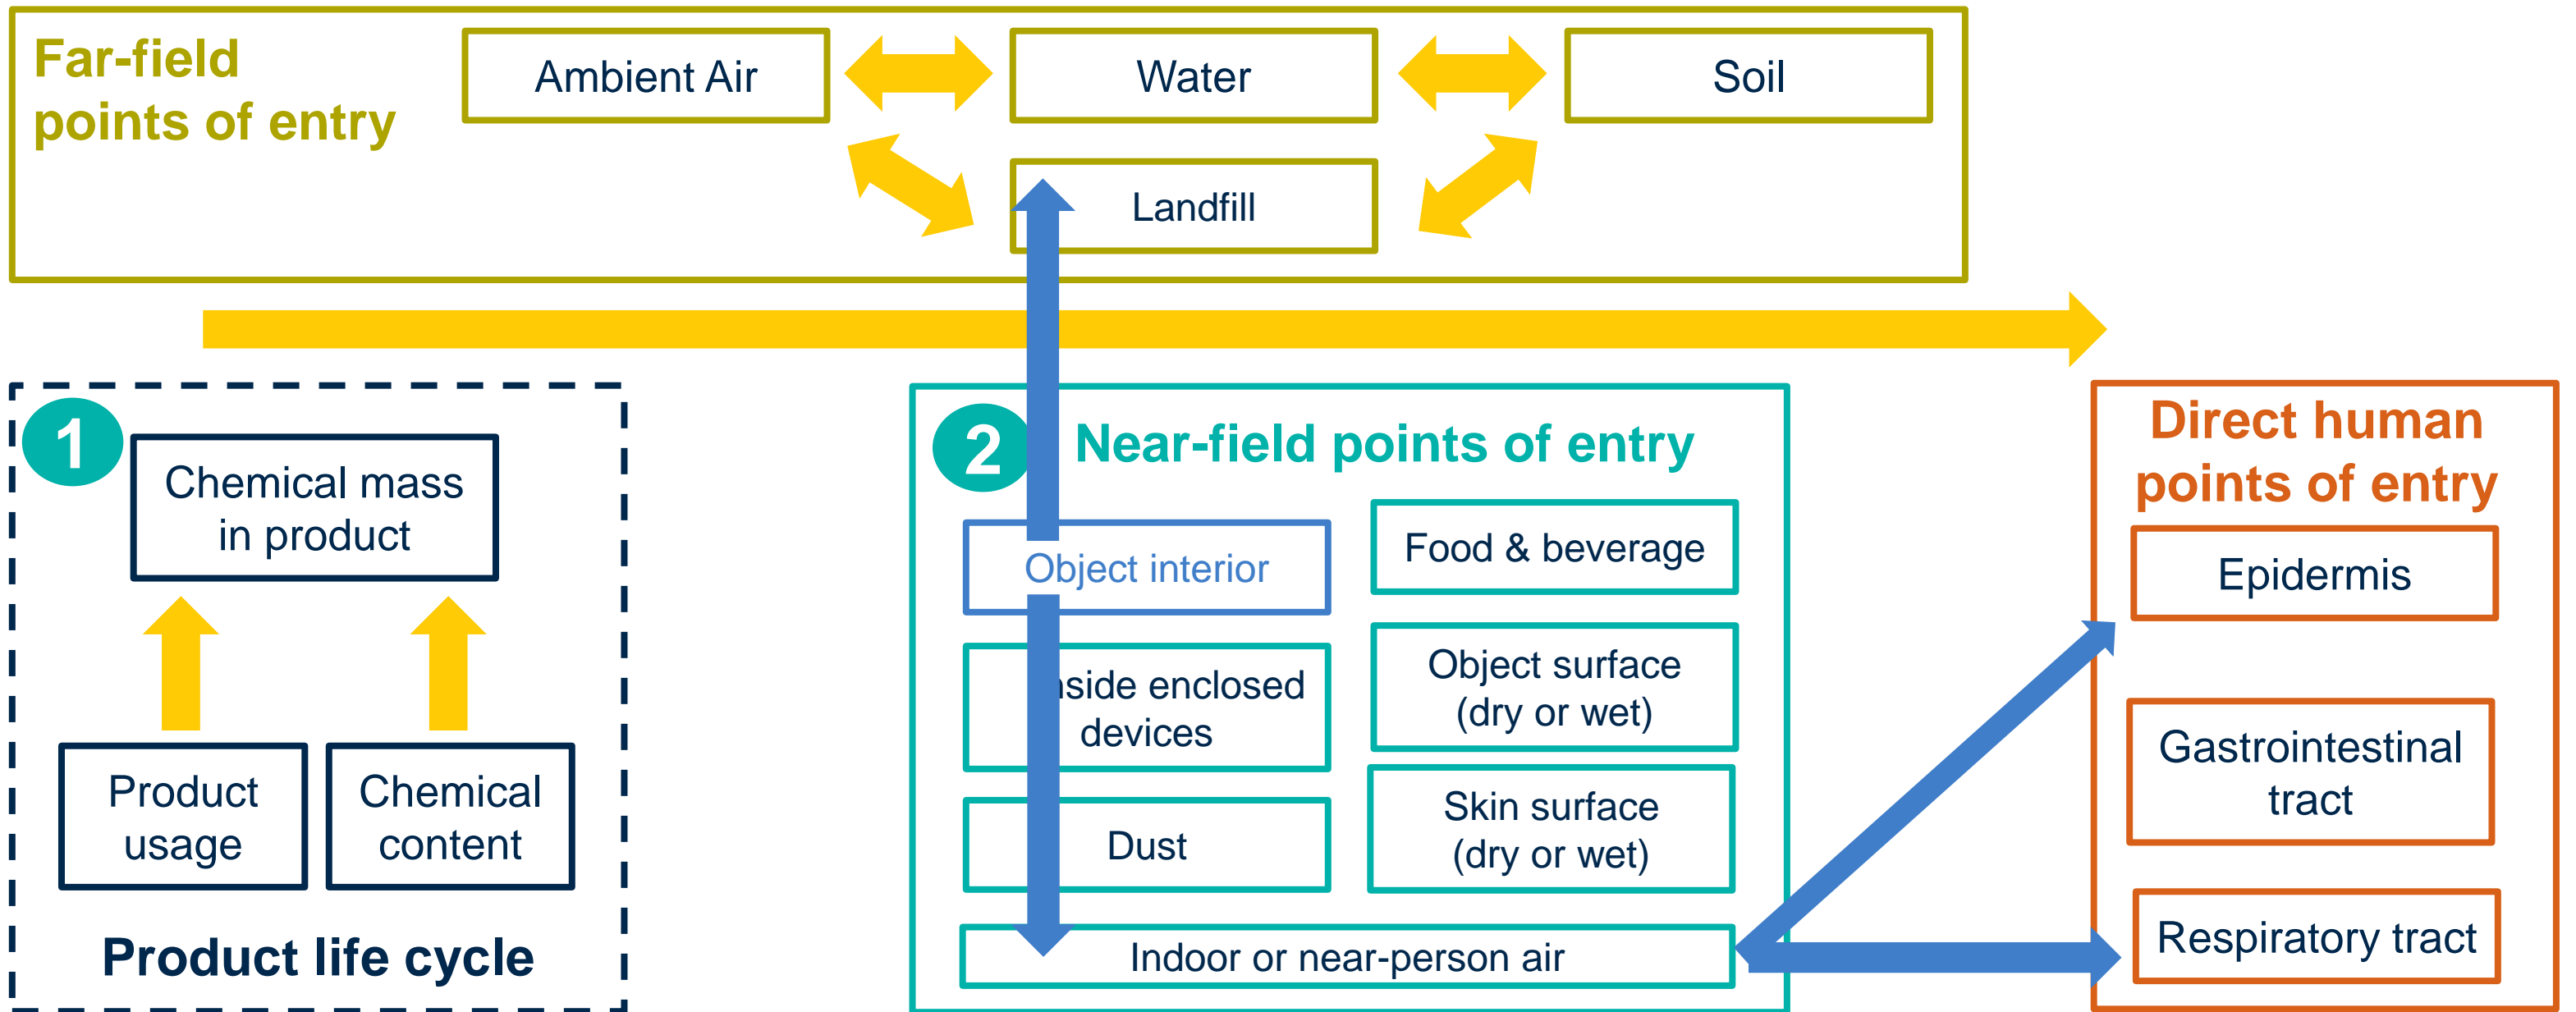 Far-field
points of entry
Ambient Air
Water
Soil
Landfill
1
Chemical mass
in product
Product
usage
Chemical
content
Product life cycle
2
Near-field points of entry
Object interior
Food & beverage
nside enclosed
devices
Object surface
(dry or wet)
Dust
Skin surface
(dry or wet)
Indoor or near-person air
Direct human
points of entry
Epidermis
Gastrointestinal
tract
Respiratory tract